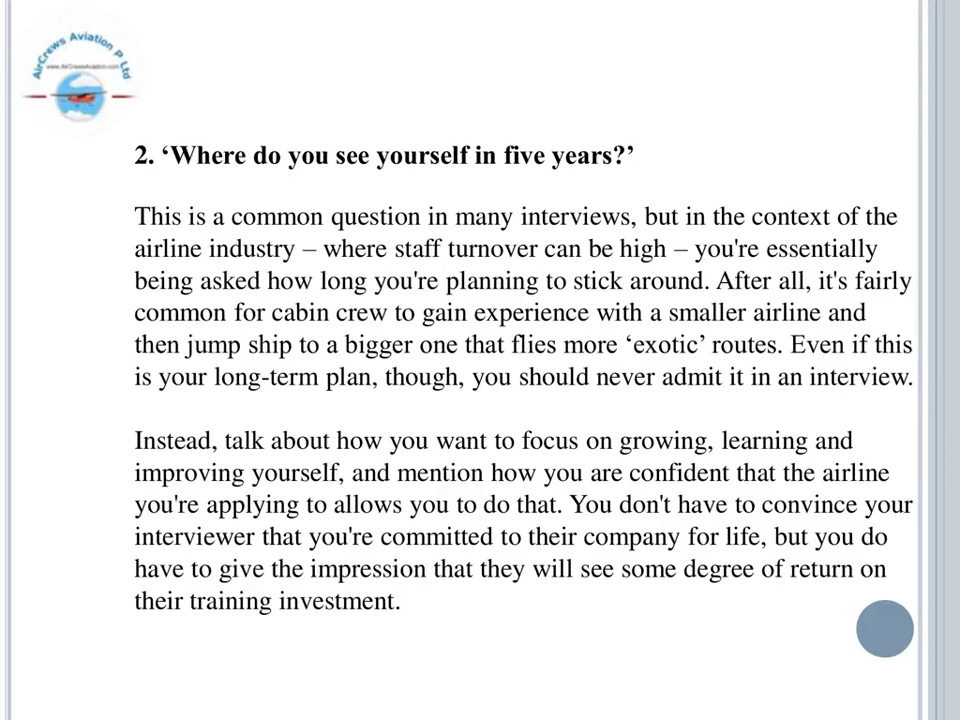 AirCrews Aviation P Ltd
www.AirCrewsAviation.com
2. ‘Where do you see yourself in five years?’
This is a common question in many interviews, but in the context of the
airline industry – where staff turnover can be high – you're essentially
being asked how long you're planning to stick around. After all, it's fairly
common for cabin crew to gain experience with a smaller airline and
then jump ship to a bigger one that flies more ‘exotic’ routes. Even if this
is your long-term plan, though, you should never admit it in an interview.
Instead, talk about how you want to focus on growing, learning and
improving yourself, and mention how you are confident that the airline
you're applying to allows you to do that. You don't have to convince your
interviewer that you're committed to their company for life, but you do
have to give the impression that they will see some degree of return on
their training investment.